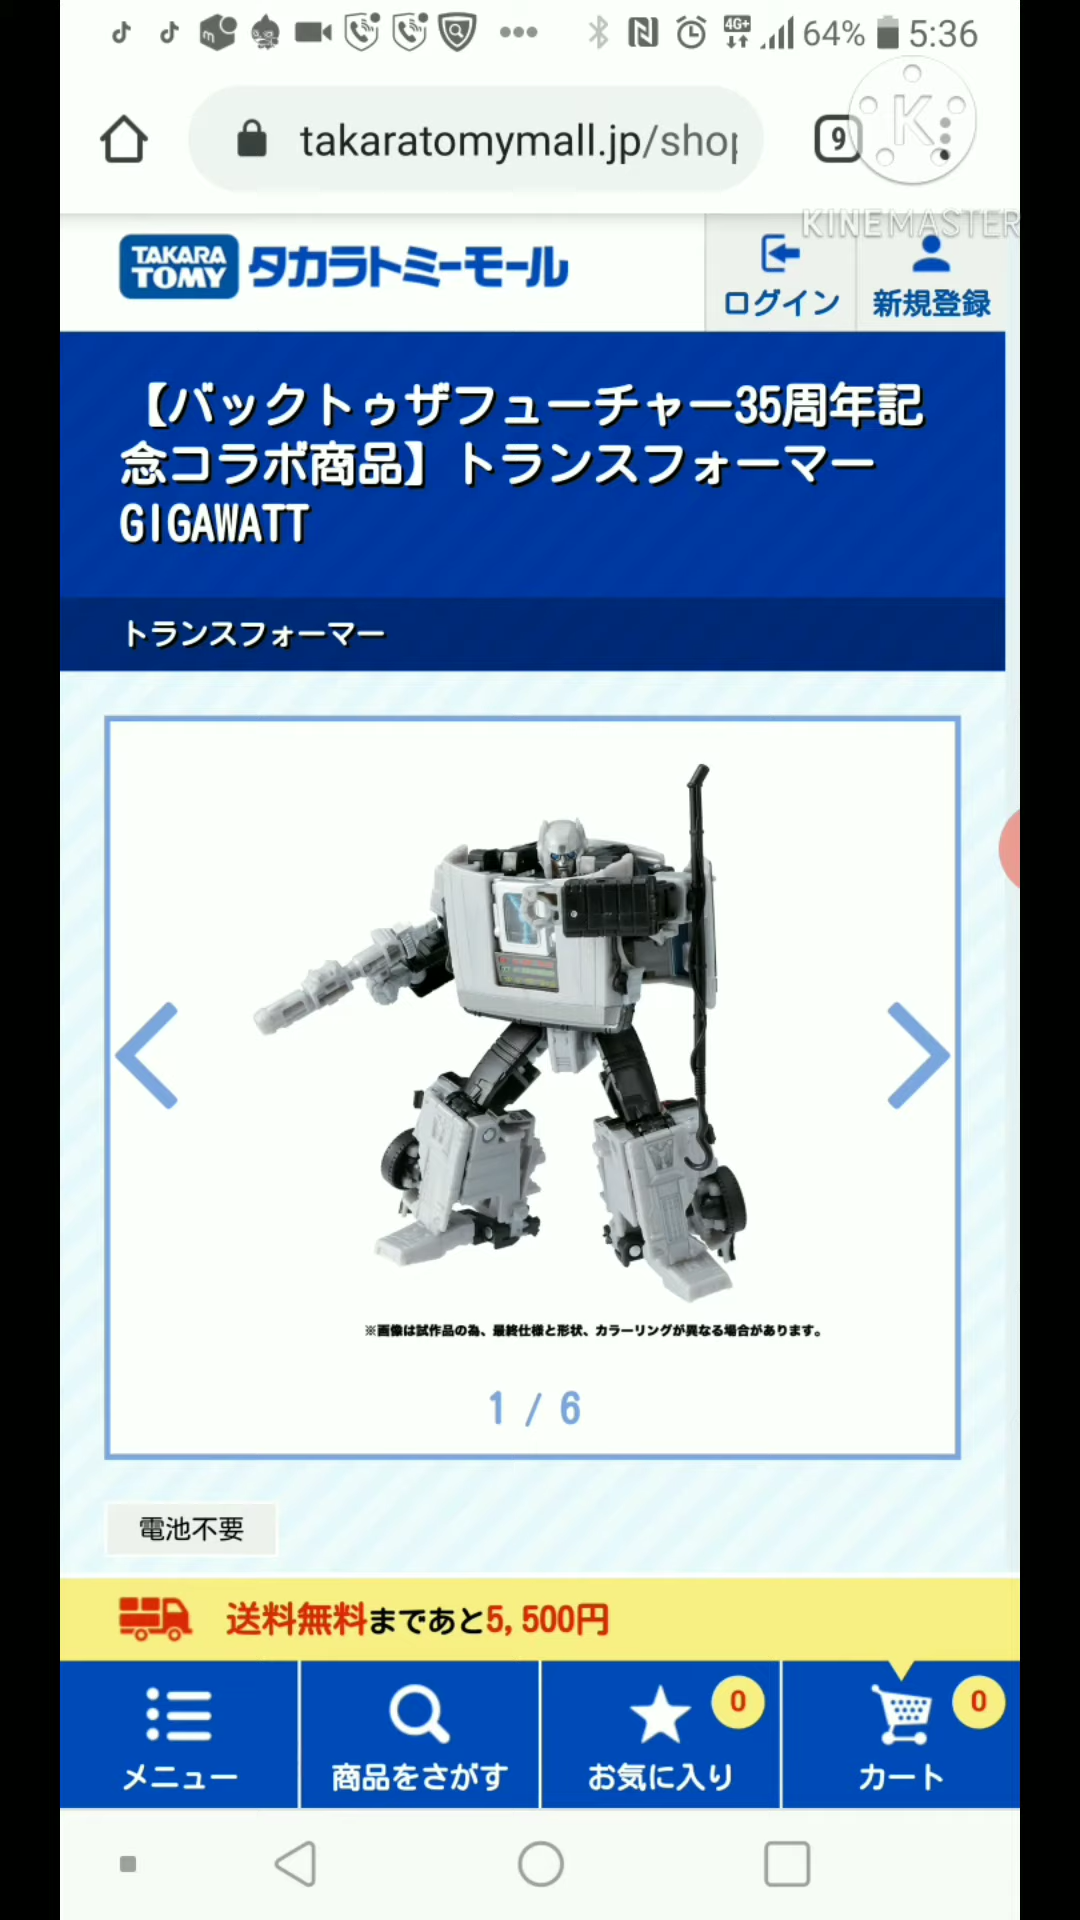 4G+
64%
5:36
takaratomymall.jp/shop
9
K
KINEMASTER
TAKARA
TOMY
タカラトミーモール
ログイン
新規登録
【バックトゥザフューチャー35周年記
念コラボ商品】トランスフォーマー
GIGAWATT
トランスフォーマー
※画像は試作品の為、最終仕様と形状、カラーリングが異なる場合があります。
1 / 6
電池不要
送料無料まであと5,500円
メニュー
商品をさがす
0
お気に入り
0
カート